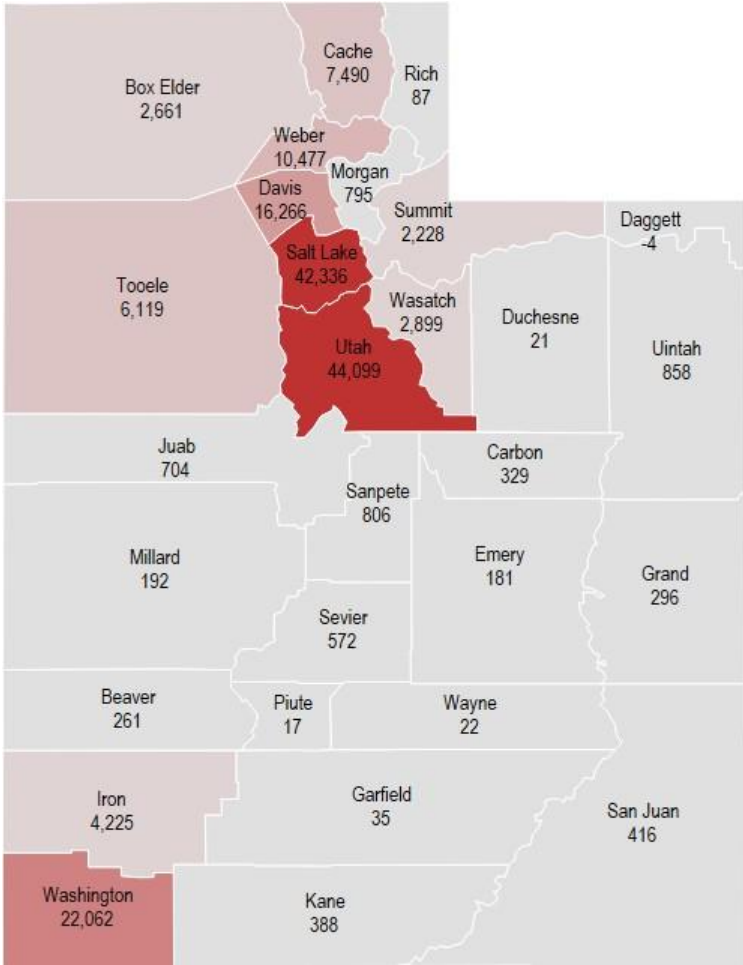 Cache
7,490
Rich
87
Box Elder
2,661
Weber
10,477
Morgan
795
Davis
16,266
Summit
2,228
Daggett
-4
Salt Lake
42,336
Tooele
6,119
Wasatch
2,899
Duchesne
21
Uintah
858
Utah
44,099
Juab
704
Carbon
329
Sanpete
806
Millard
192
Emery
181
Grand
296
Sevier
572
Beaver
261
Piute
17
Wayne
22
Iron
4,225
Garfield
35
San Juan
416
Washington
22,062
Kane
388